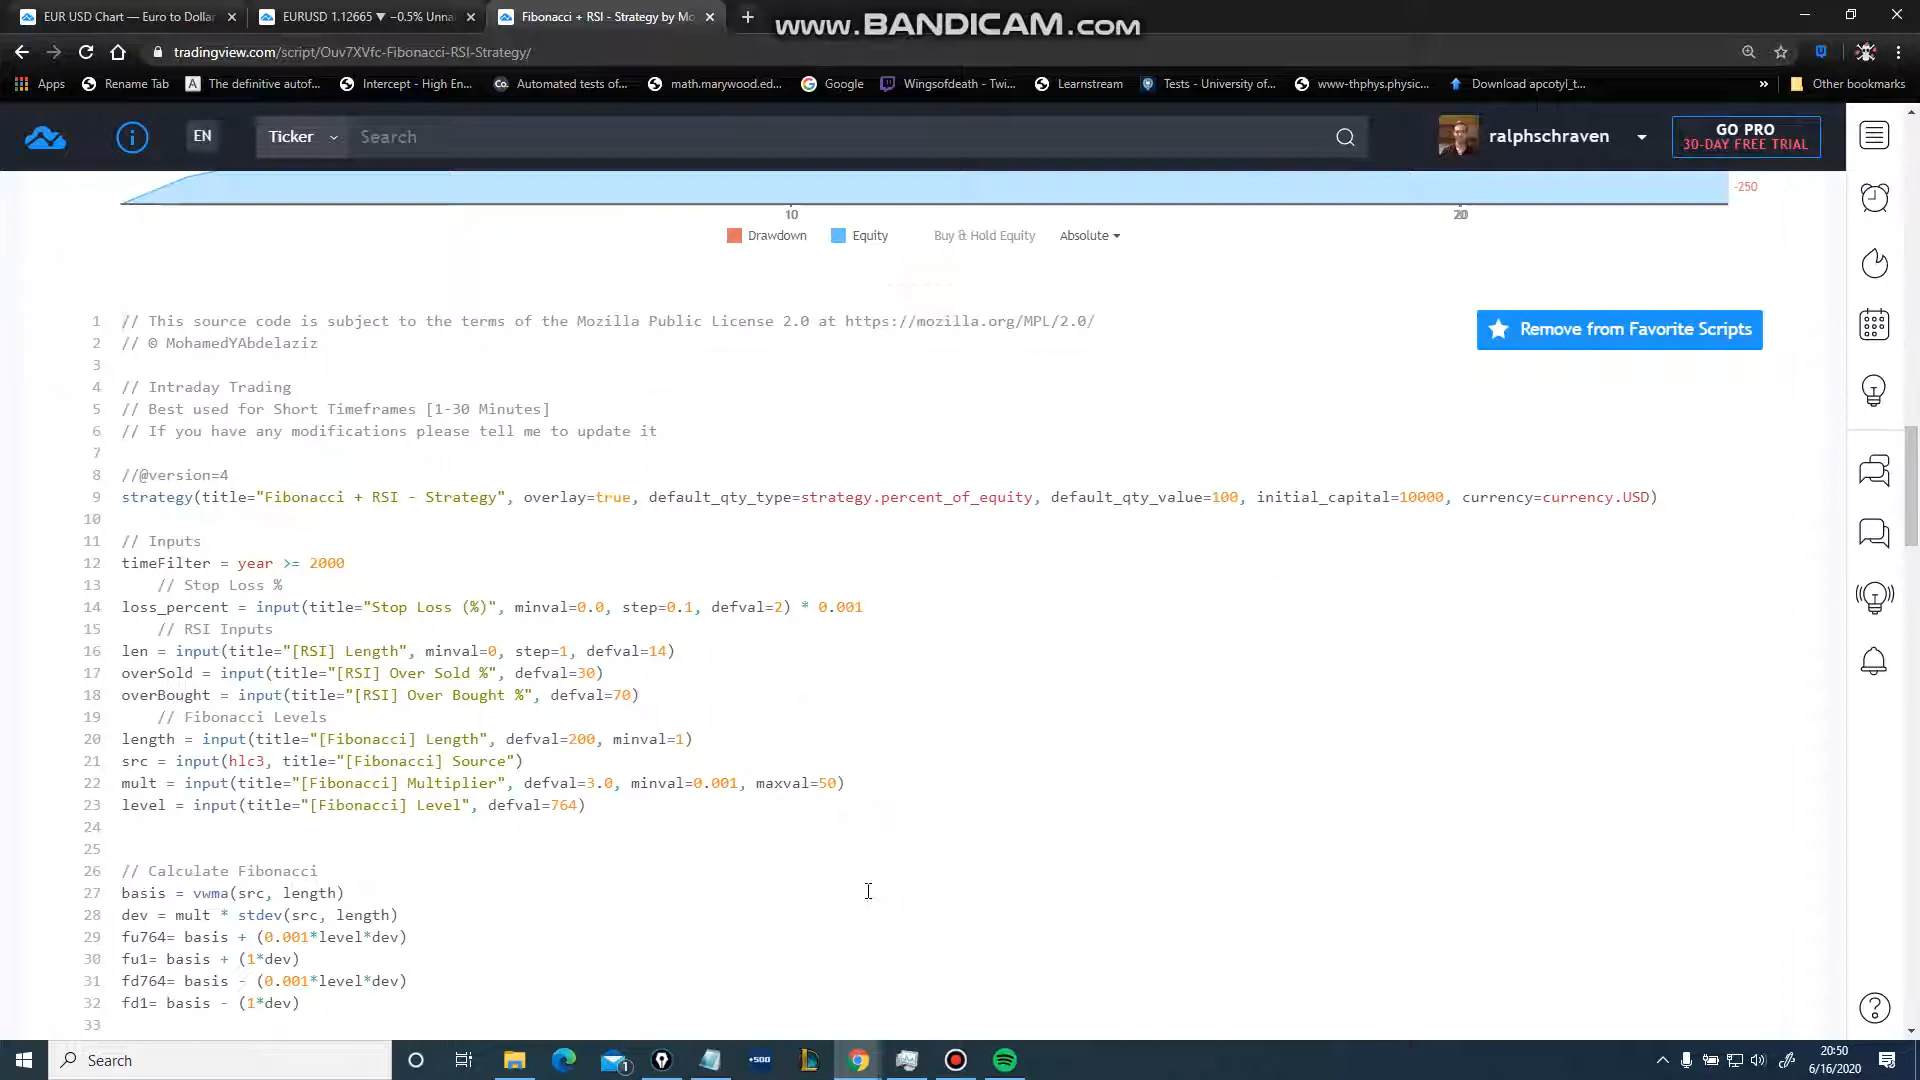 EUR USD Chart — Euro to Dollar
EURUSD 1.12665 ▼ −0.5% Unna
Fibonacci + RSI - Strategy by Mo
www.BANDICAM.com
tradingview.com/script/Ouv7XVfc-Fibonacci-RSI-Strategy/
Apps
Rename Tab
The definitive autof...
Intercept - High En...
Automated tests of...
math.marywood.ed...
Google
Wingsofdeath - Twi...
Learnstream
Tests - University of...
www-thphys.physic...
Download apcotyl_t...
»
Other bookmarks
EN
Ticker
Search
ralphschraven
GO PRO
30-DAY FREE TRIAL
-250
10
20
Drawdown
Equity
Buy & Hold Equity
Absolute
1 // This source code is subject to the terms of the Mozilla Public License 2.0 at https://mozilla.org/MPL/2.0/
Remove from Favorite Scripts
2 // © MohamedYAbdelaziz
3
4 // Intraday Trading
5 // Best used for Short Timeframes [1-30 Minutes]
6 // If you have any modifications please tell me to update it
7
8 //@version=4
9 strategy(title="Fibonacci + RSI - Strategy", overlay=true, default_qty_type=strategy.percent_of_equity, default_qty_value=100, initial_capital=10000, currency=currency.USD)
10
11 // Inputs
12 timeFilter = year >= 2000
13 // Stop Loss %
14 loss_percent = input(title="Stop Loss (%)", minval=0.0, step=0.1, defval=2) * 0.001
15 // RSI Inputs
16 len = input(title="[RSI] Length", minval=0, step=1, defval=14)
17 overSold = input(title="[RSI] Over Sold %", defval=30)
18 overBought = input(title="[RSI] Over Bought %", defval=70)
19 // Fibonacci Levels
20 length = input(title="[Fibonacci] Length", defval=200, minval=1)
21 src = input(hlc3, title="[Fibonacci] Source")
22 mult = input(title="[Fibonacci] Multiplier", defval=3.0, minval=0.001, maxval=50)
23 level = input(title="[Fibonacci] Level", defval=764)
24
25
26 // Calculate Fibonacci
27 basis = vwma(src, length)
28 dev = mult * stdev(src, length)
29 fu764= basis + (0.001*level*dev)
30 fu1= basis + (1*dev)
31 fd764= basis - (0.001*level*dev)
32 fd1= basis - (1*dev)
33
Search
1
+500
20:50
6/16/2020